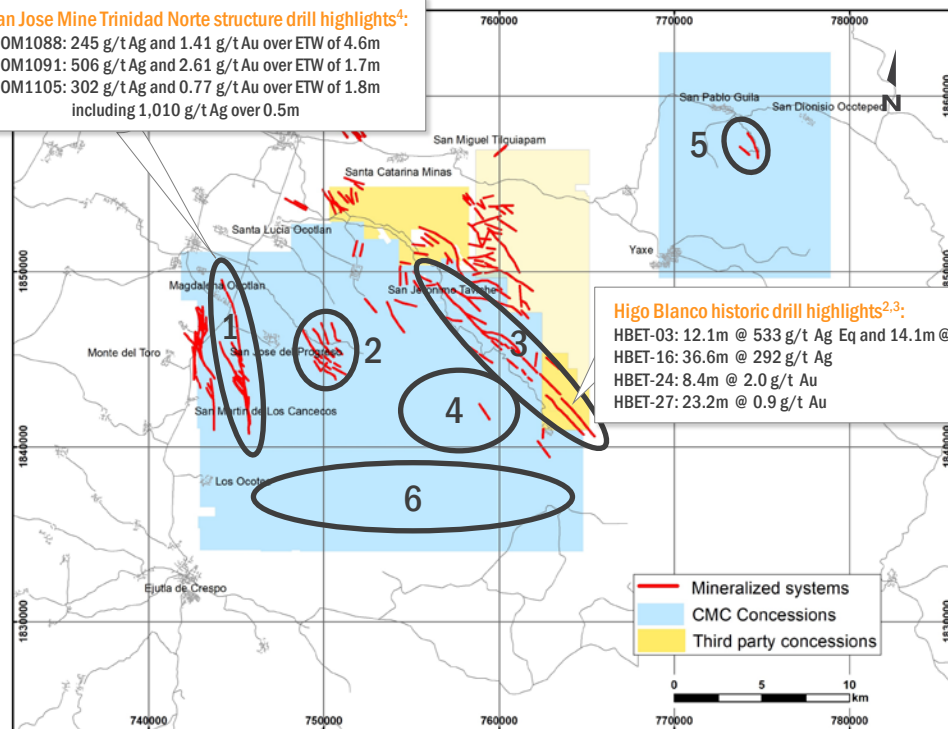 an Jose Mine Trinidad Norte structure drill highlights4:
OM1088: 245 g/t Ag and 1.41 g/t Au over ETW of 4.6m
OM1091: 506 g/t Ag and 2.61 g/t Au over ETW of 1.7m
OM1105: 302 g/t Ag and 0.77 g/t Au over ETW of 1.8m
including 1,010 g/t Ag over 0.5m
760000
770000
780000
N
San Pablo Guila
San Dionisio Ocotepec
5
San Miguel Tilquiapam
Santa Catarina Minas
Santa Lucia Ocotlan
Yaxe
1850000
Magdalena Ocotlan
San Jeronimo Taviche
Higo Blanco historic drill highlights2,3:
HBET-03: 12.1m @ 533 g/t Ag Eq and 14.1m @
HBET-16: 36.6m @ 292 g/t Ag
HBET-24: 8.4m @ 2.0 g/t Au
HBET-27: 23.2m @ 0.9 g/t Au
1
2
3
Monte del Toro
San Jose del Progreso
4
San Martin de Los Cancecos
1840000
Los Ocotes
6
Ejutla de Crespo
1830000
Mineralized systems
CMC Concessions
Third party concessions
0 5 10
km
740000
750000
760000
770000
780000